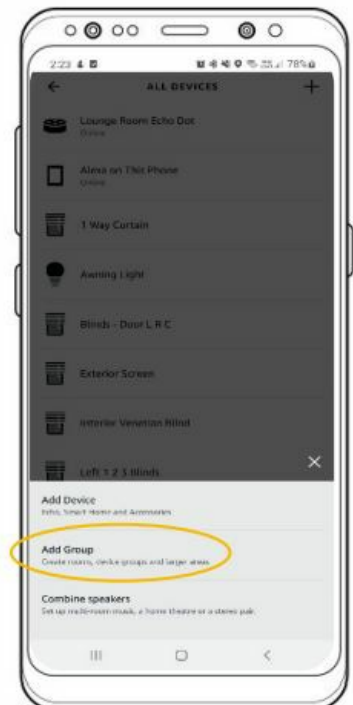 2:23
78%
ALL DEVICES
Lounge Room Echo Dot
Online
Alexa on This Phone
Online
1 Way Curtain
Awning Light
Blinds - Door L R C
Exterior Screen
Interior Venetian Blind
Left 1 2 3 Blinds
Add Device
Echo, Smart Home and Accessories
Add Group
Create rooms, device groups and larger areas
Combine speakers
Set up multi-room music, a home theatre or a stereo pair.